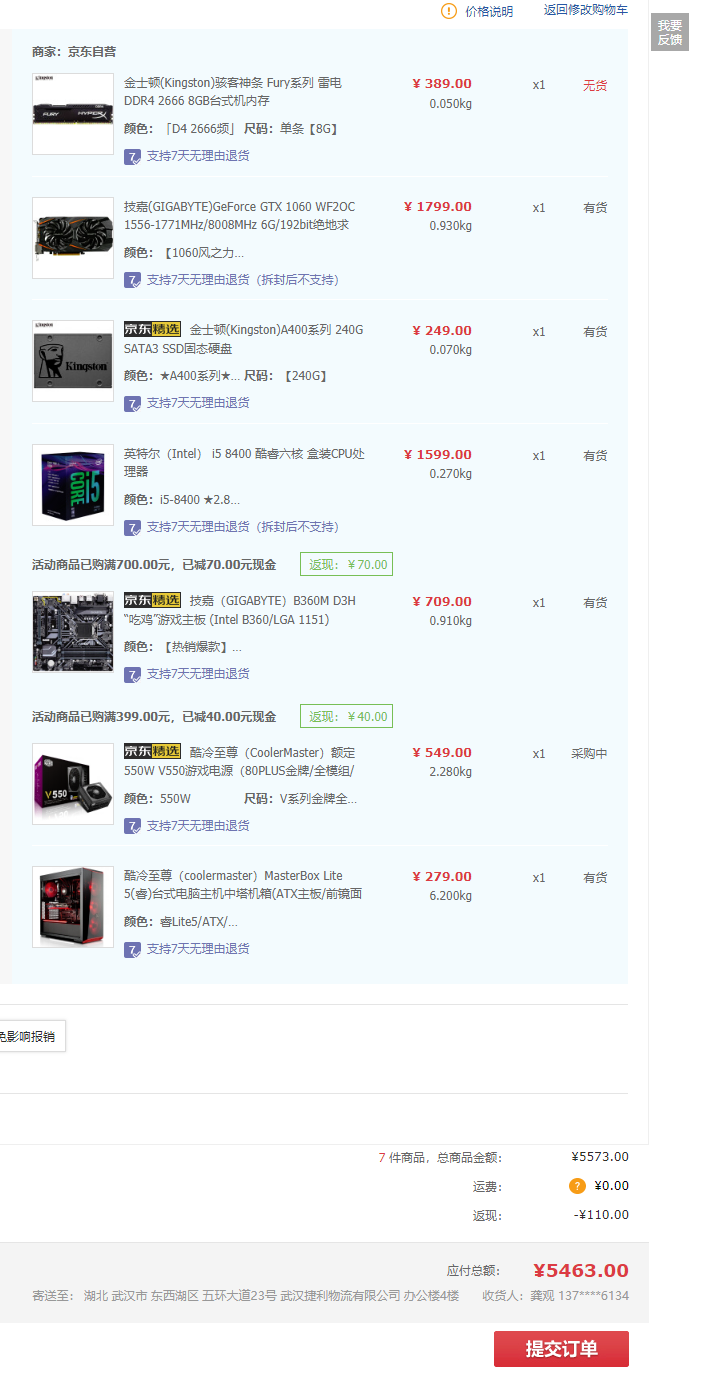 价格说明 返回修改购物车
我要
反馈
商家：京东自营
金士顿(Kingston)骇客神条 Fury系列 雷电 ¥ 389.00 x1 无货
DDR4 2666 8GB台式机内存 0.050kg
颜色：「D4 2666频」 尺码：单条【8G】
7 支持7天无理由退货
技嘉(GIGABYTE)GeForce GTX 1060 WF2OC ¥ 1799.00 x1 有货
1556-1771MHz/8008MHz 6G/192bit绝地求 0.930kg
颜色：【1060风之力...
7 支持7天无理由退货（拆封后不支持）
京东精选 金士顿(Kingston)A400系列 240G ¥ 249.00 x1 有货
SATA3 SSD固态硬盘 0.070kg
颜色：★A400系列★... 尺码：【240G】
Kingston
7 支持7天无理由退货
英特尔（Intel） i5 8400 酷睿六核 盒装CPU处 ¥ 1599.00 x1 有货
理器 0.270kg
颜色：i5-8400 ★2.8...
CORE i5
7 支持7天无理由退货（拆封后不支持）
活动商品已购满700.00元，已减70.00元现金 返现：￥70.00
京东精选 技嘉（GIGABYTE）B360M D3H ¥ 709.00 x1 有货
“吃鸡”游戏主板 (Intel B360/LGA 1151) 0.910kg
颜色：【热销爆款】...
7 支持7天无理由退货
活动商品已购满399.00元，已减40.00元现金 返现：￥40.00
京东精选 酷冷至尊（CoolerMaster）额定 ¥ 549.00 x1 采购中
550W V550游戏电源（80PLUS金牌/全模组/ 2.280kg
颜色：550W 尺码：V系列金牌全...
V550
7 支持7天无理由退货
酷冷至尊（coolermaster）MasterBox Lite ¥ 279.00 x1 有货
5(睿)台式电脑主机中塔机箱(ATX主板/前镜面 6.200kg
颜色：睿Lite5/ATX/...
7 支持7天无理由退货
免影响报销
7 件商品，总商品金额： ¥5573.00
运费： ? ¥0.00
返现： -¥110.00
应付总额： ¥5463.00
寄送至： 湖北 武汉市 东西湖区 五环大道23号 武汉捷利物流有限公司 办公楼4楼 收货人：龚观 137****6134
提交订单